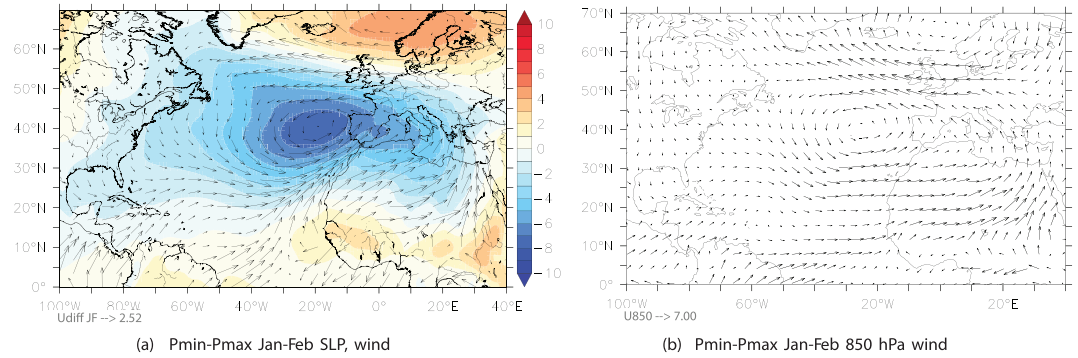 60°N
50°N
40°N
30°N
20°N
10°N
0°
100°W
80°W
60°W
40°W
20°W
0°
20°E
40°E
10
8
6
4
2
0
−2
−4
−6
−8
−10
Udiff JF --> 2.52
(a) Pmin-Pmax Jan-Feb SLP, wind
70°N
60°N
50°N
40°N
30°N
20°N
10°N
0°
100°W
60°W
20°W
20°E
U850 --> 7.00
(b) Pmin-Pmax Jan-Feb 850 hPa wind